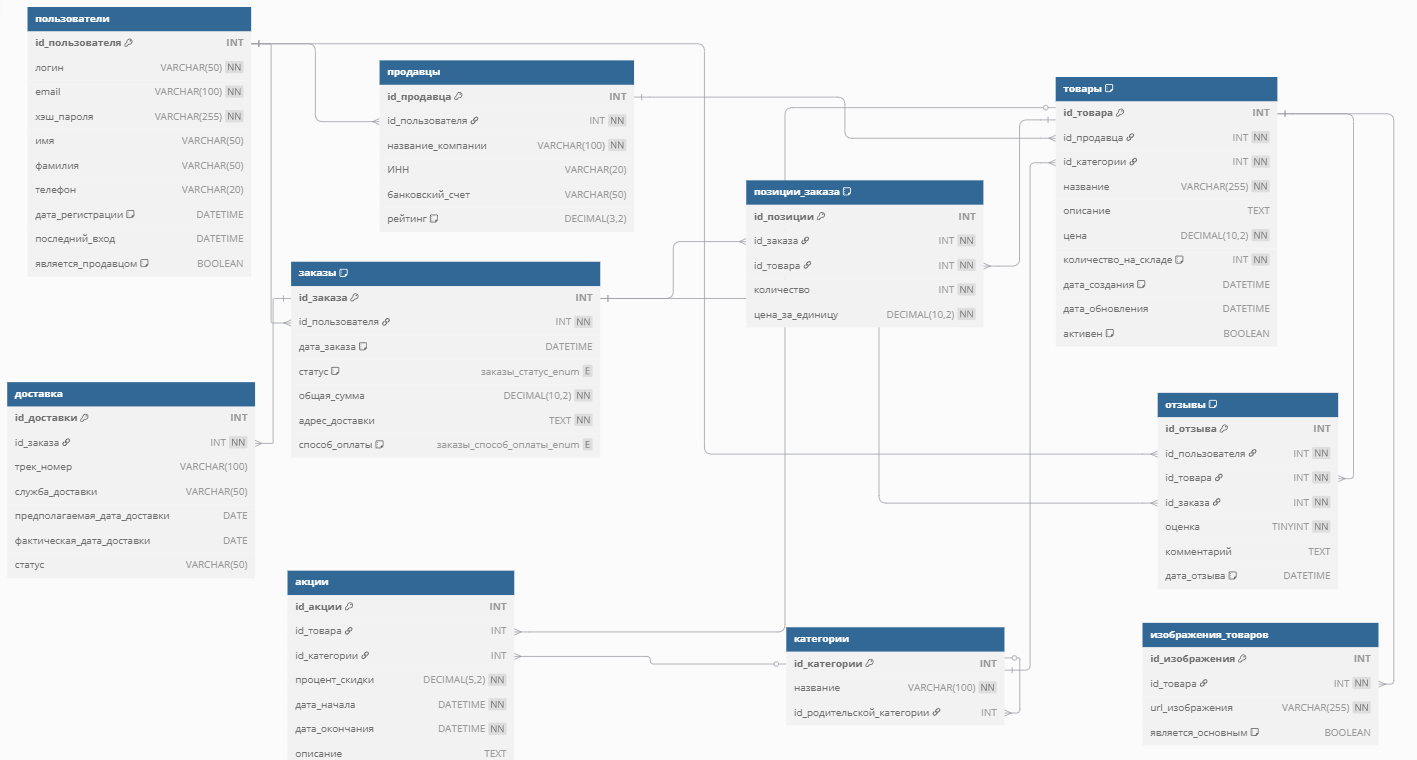 пользователи
id_пользователя INT
логин VARCHAR(50) NN
email VARCHAR(100) NN
хэш_пароля VARCHAR(255) NN
имя VARCHAR(50)
фамилия VARCHAR(50)
телефон VARCHAR(20)
дата_регистрации DATETIME
последний_вход DATETIME
является_продавцом BOOLEAN
продавцы
id_продавца INT
id_пользователя INT NN
название_компании VARCHAR(100) NN
ИНН VARCHAR(20)
банковский_счет VARCHAR(50)
рейтинг DECIMAL(3,2)
товары
id_товара INT
id_продавца INT NN
id_категории INT NN
название VARCHAR(255) NN
описание TEXT
цена DECIMAL(10,2) NN
количество_на_складе INT NN
дата_создания DATETIME
дата_обновления DATETIME
активен BOOLEAN
позиции_заказа
id_позиции INT
id_заказа INT NN
id_товара INT NN
количество INT NN
цена_за_единицу DECIMAL(10,2) NN
заказы
id_заказа INT
id_пользователя INT NN
дата_заказа DATETIME
статус заказы_статус_enum E
общая_сумма DECIMAL(10,2) NN
адрес_доставки TEXT NN
способ_оплаты заказы_способ_оплаты_enum E
доставка
id_доставки INT
id_заказа INT NN
трек_номер VARCHAR(100)
служба_доставки VARCHAR(50)
предполагаемая_дата_доставки DATE
фактическая_дата_доставки DATE
статус VARCHAR(50)
отзывы
id_отзыва INT
id_пользователя INT NN
id_товара INT NN
id_заказа INT NN
оценка TINYINT NN
комментарий TEXT
дата_отзыва DATETIME
акции
id_акции INT
id_товара INT
id_категории INT
процент_скидки DECIMAL(5,2) NN
дата_начала DATETIME NN
дата_окончания DATETIME NN
описание TEXT
категории
id_категории INT
название VARCHAR(100) NN
id_родительской_категории INT
изображения_товаров
id_изображения INT
id_товара INT NN
url_изображения VARCHAR(255) NN
является_основным BOOLEAN